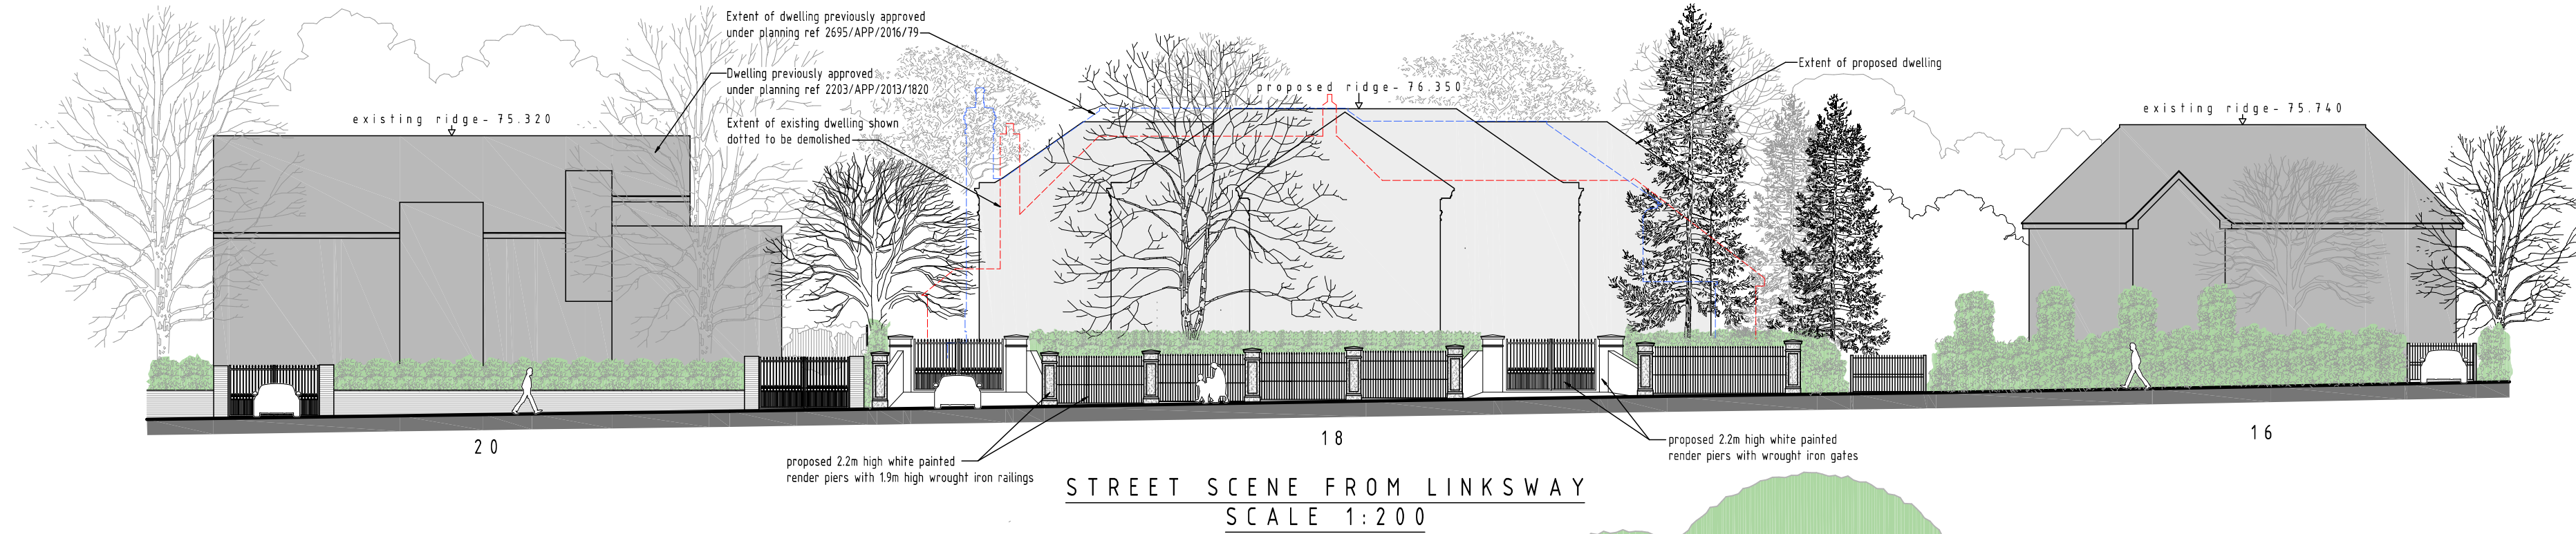 Extent of dwelling previously approved
under planning ref 2695/APP/2016/79
Dwelling previously approved
under planning ref 2203/APP/2013/1820
Extent of existing dwelling shown
dotted to be demolished
existing ridge- 75.320
proposed ridge- 76.350
Extent of proposed dwelling
existing ridge- 75.740
20
18
16
proposed 2.2m high white painted
render piers with 1.9m high wrought iron railings
proposed 2.2m high white painted
render piers with wrought iron gates
STREET SCENE FROM LINKSWAY
SCALE 1:200